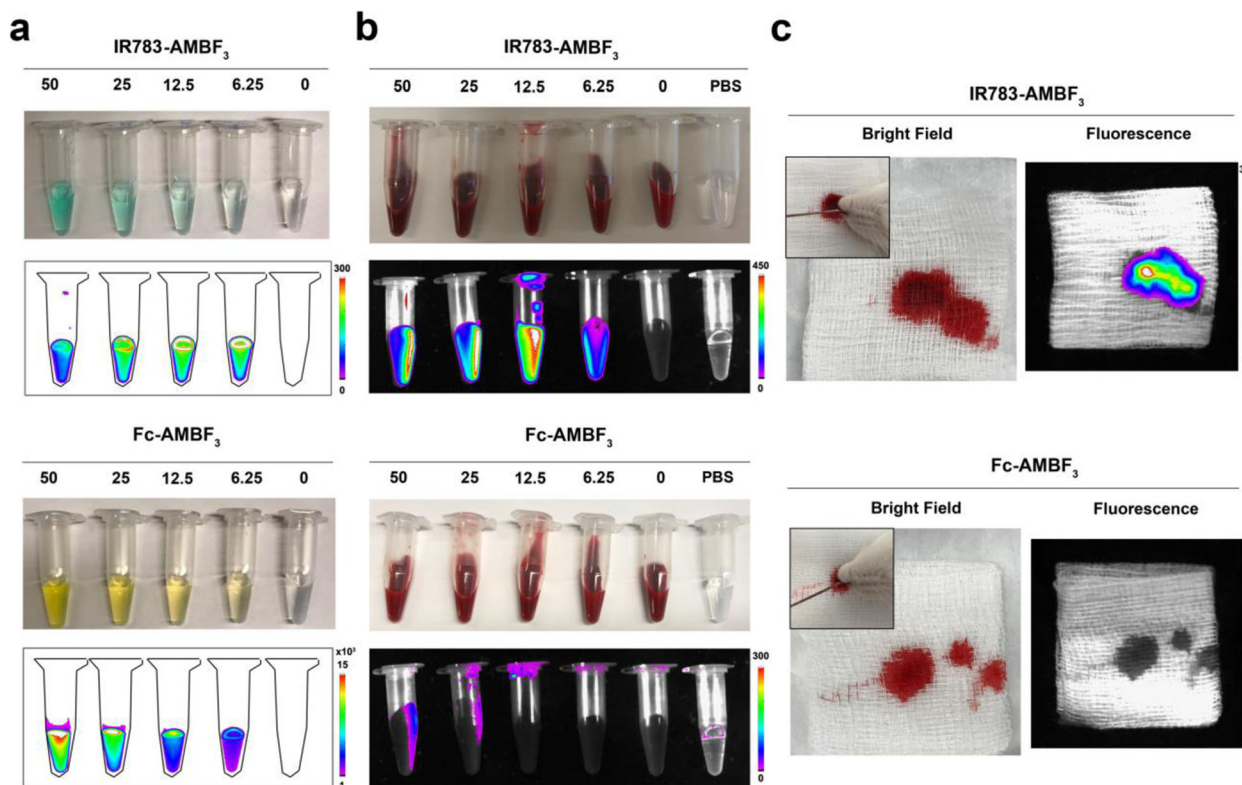 a
IR783-AMBF3
50 25 12.5 6.25 0
300
0
Fc-AMBF3
50 25 12.5 6.25 0
x10³
15
b
IR783-AMBF3
50 25 12.5 6.25 0 PBS
450
0
Fc-AMBF3
50 25 12.5 6.25 0 PBS
300
0
c
IR783-AMBF3
Bright Field Fluorescence
3
Fc-AMBF3
Bright Field Fluorescence